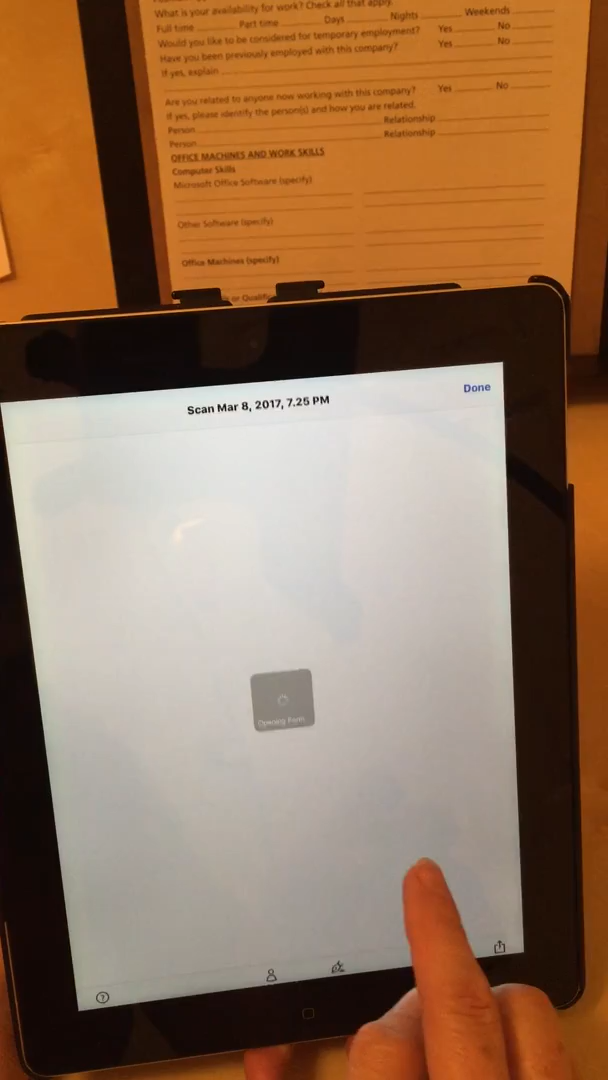 What is your availability for work? Check all that apply.
Full time Part time Days Nights Weekends
Would you like to be considered for temporary employment? Yes No
Have you been previously employed with this company? Yes No
If yes, explain
Are you related to anyone now working with this company? Yes No
If yes, please identify the person(s) and how you are related.
Person Relationship
Person Relationship
OFFICE MACHINES AND WORK SKILLS
Computer Skills
Microsoft Office Software (specify)
Other Software (specify)
Office Machines (specify)
or
Scan Mar 8, 2017, 7.25 PM
Done
Opening Form